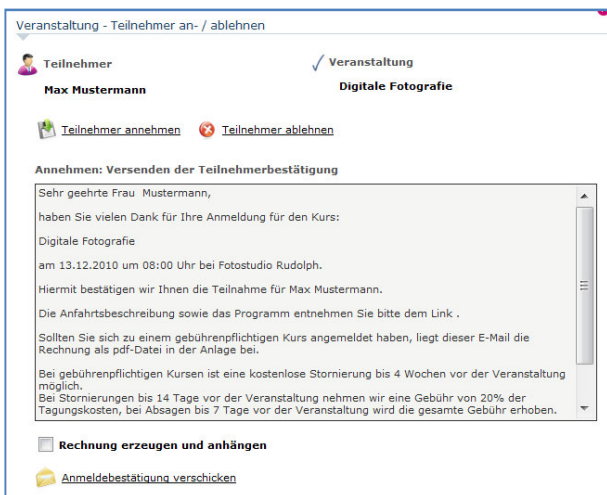 Veranstaltung - Teilnehmer an- / ablehnen
Teilnehmer
Veranstaltung
Max Mustermann
Digitale Fotografie
Teilnehmer annehmen Teilnehmer ablehnen
Annehmen: Versenden der Teilnehmerbestätigung
Sehr geehrte Frau  Mustermann,
haben Sie vielen Dank für Ihre Anmeldung für den Kurs:
Digitale Fotografie
am 13.12.2010 um 08:00 Uhr bei Fotostudio Rudolph.
Hiermit bestätigen wir Ihnen die Teilnahme für Max Mustermann.
Die Anfahrtsbeschreibung sowie das Programm entnehmen Sie bitte dem Link .
Sollten Sie sich zu einem gebührenpflichtigen Kurs angemeldet haben, liegt dieser E-Mail die
Rechnung als pdf-Datei in der Anlage bei.
Bei gebührenpflichtigen Kursen ist eine kostenlose Stornierung bis 4 Wochen vor der Veranstaltung
möglich.
Bei Stornierungen bis 14 Tage vor der Veranstaltung nehmen wir eine Gebühr von 20% der
Tagungskosten, bei Absagen bis 7 Tage vor der Veranstaltung wird die gesamte Gebühr erhoben.
Rechnung erzeugen und anhängen
Anmeldebestätigung verschicken